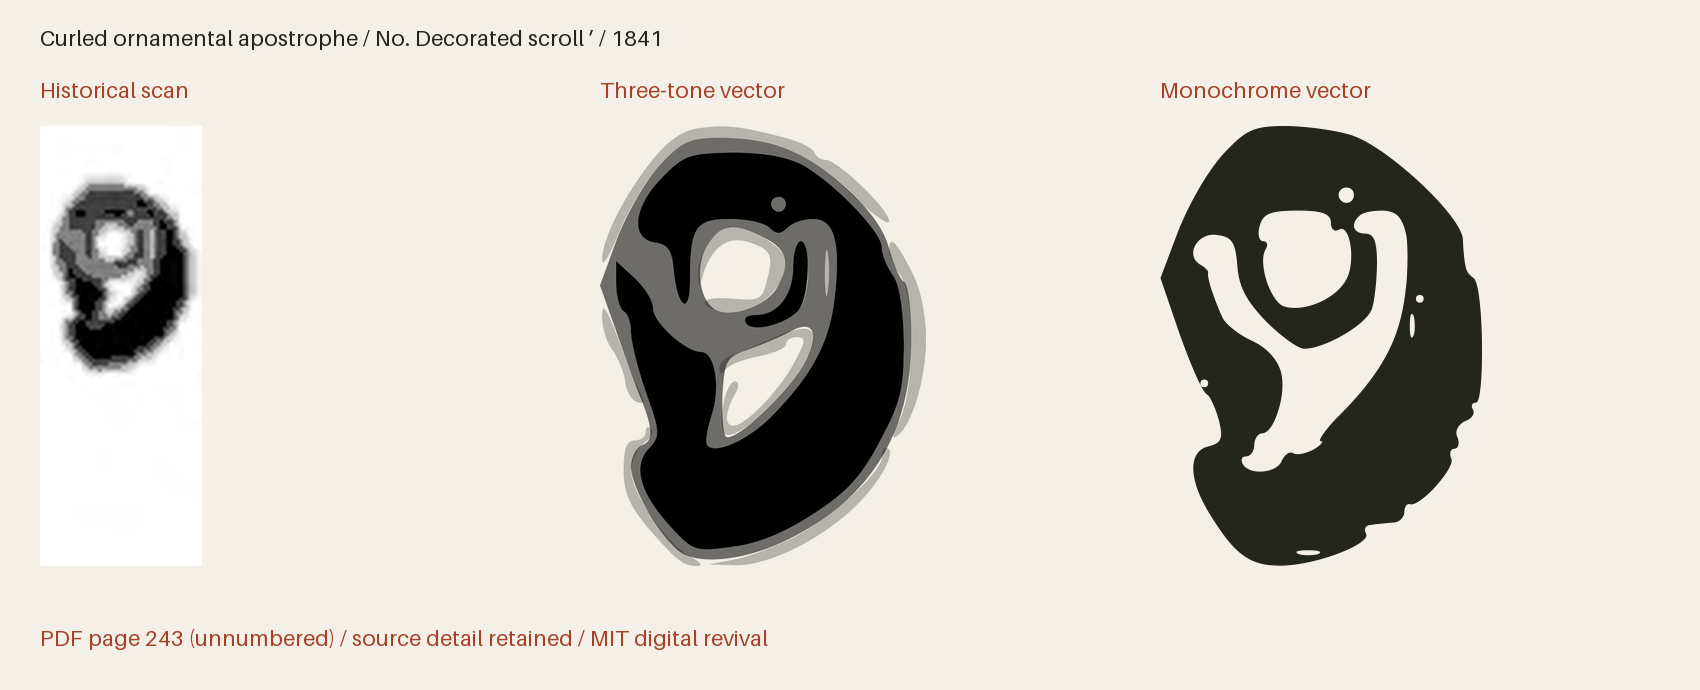 Curled ornamental apostrophe / No. Decorated scroll ’ / 1841
Historical scan
Three-tone vector
Monochrome vector
PDF page 243 (unnumbered) / source detail retained / MIT digital revival